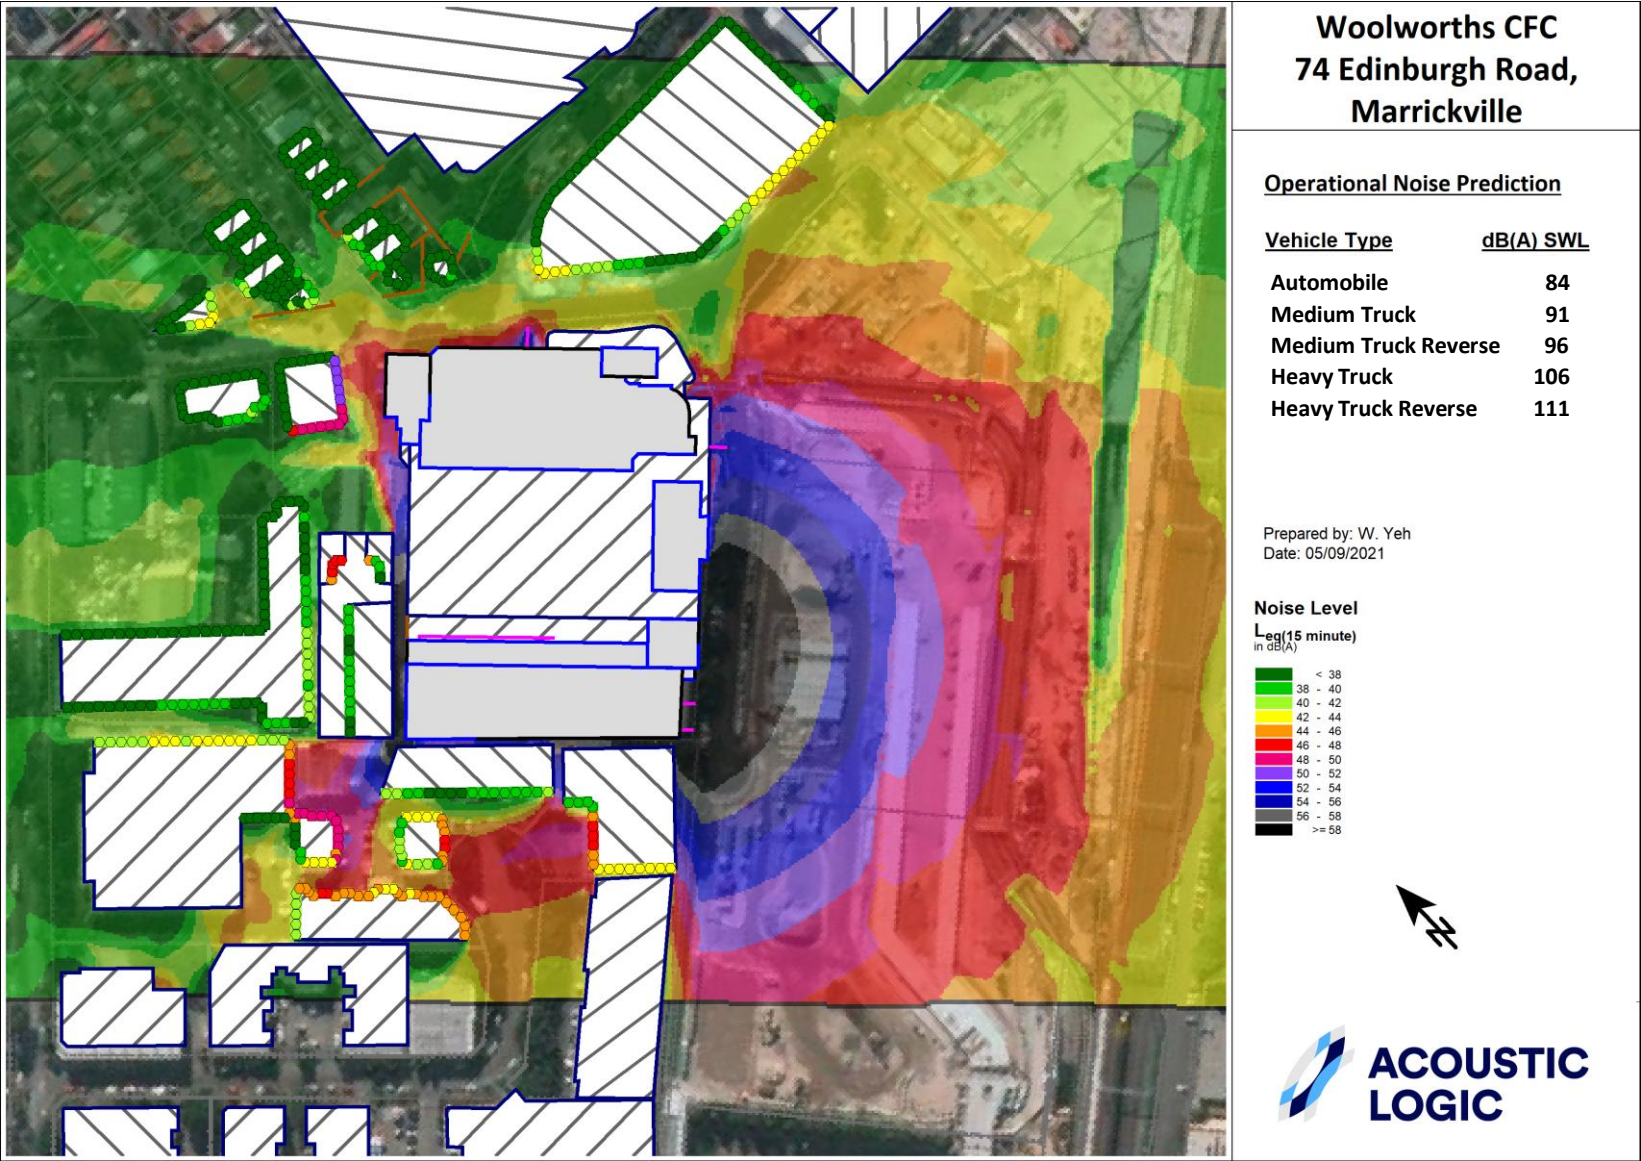 Woolworths CFC
74 Edinburgh Road,
Marrickville
Operational Noise Prediction
Vehicle Type dB(A) SWL
Automobile 84
Medium Truck 91
Medium Truck Reverse 96
Heavy Truck 106
Heavy Truck Reverse 111
Prepared by: W. Yeh
Date: 05/09/2021
Noise Level
Leq(15 minute)
in dB(A)
< 38
38 - 40
40 - 42
42 - 44
44 - 46
46 - 48
48 - 50
50 - 52
52 - 54
54 - 56
56 - 58
>= 58
N
ACOUSTIC
LOGIC